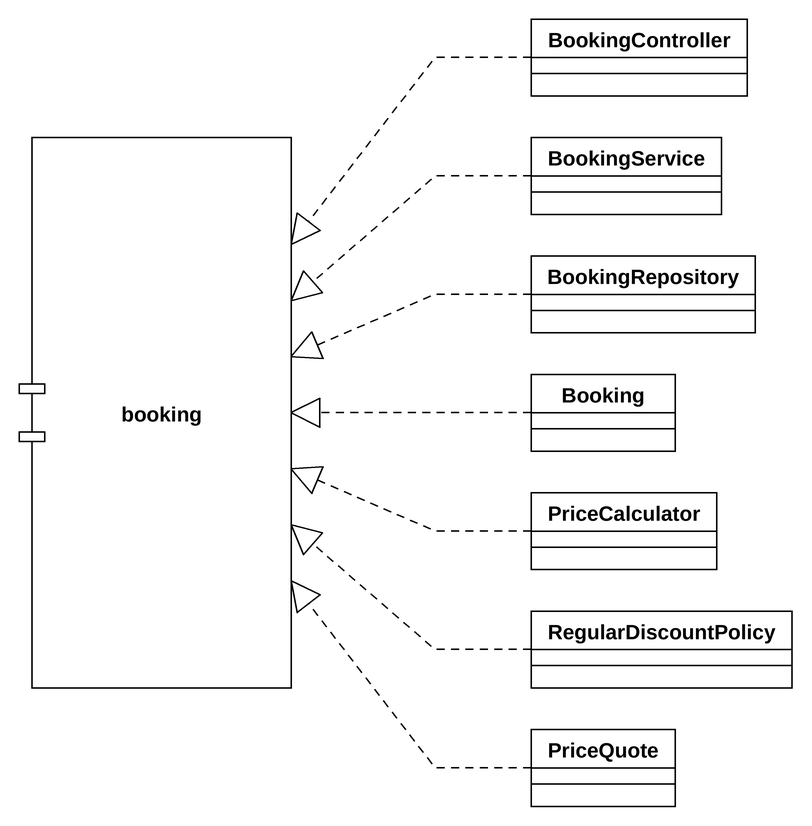 BookingController
BookingService
BookingRepository
booking
Booking
PriceCalculator
RegularDiscountPolicy
PriceQuote